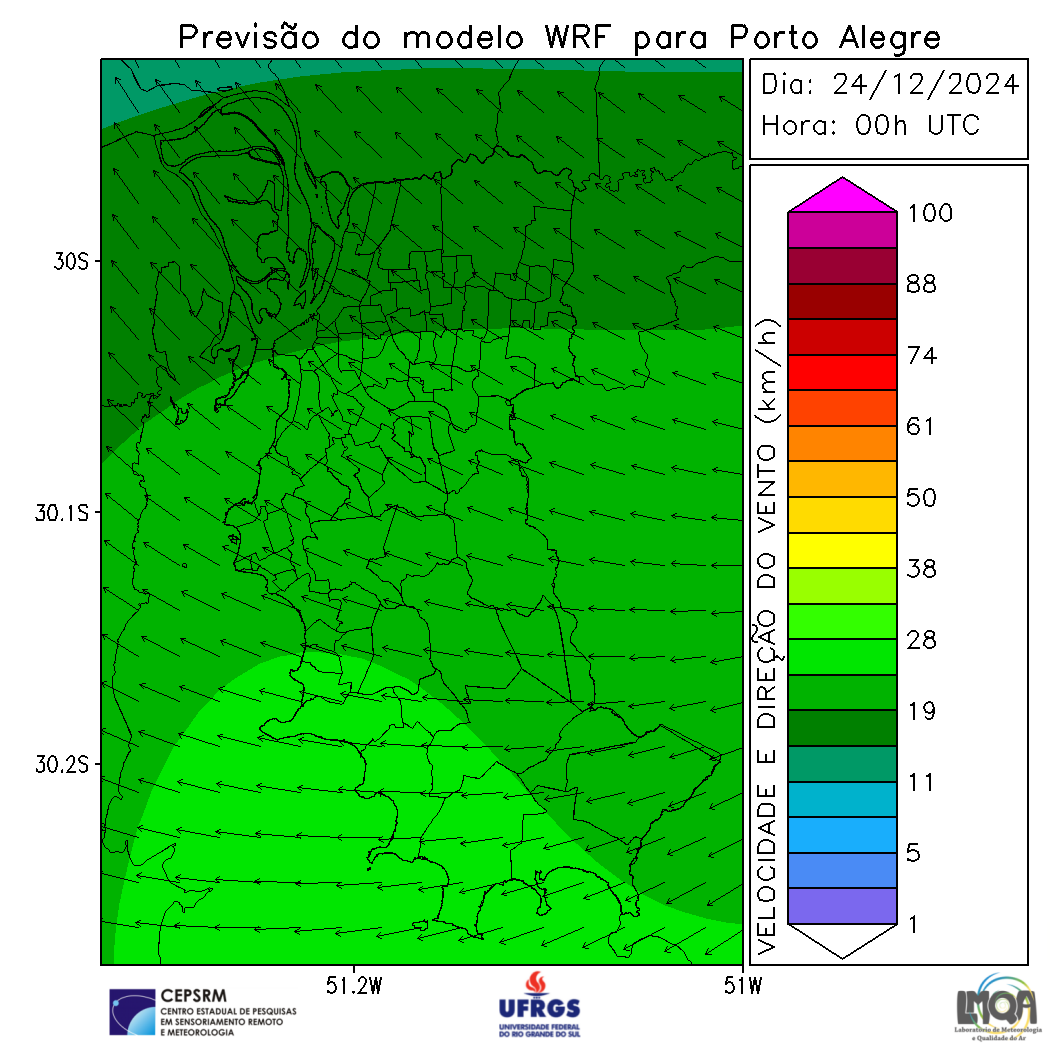 Previsão do modelo WRF para Porto Alegre
Dia: 24/12/2024
Hora: 00h UTC
30S
30.1S
30.2S
51.2W
51W
VELOCIDADE E DIREÇÃO DO VENTO (km/h)
100
88
74
61
50
38
28
19
11
5
1
CEPSRM
CENTRO ESTADUAL DE PESQUISAS
EM SENSORIAMENTO REMOTO
E METEOROLOGIA
UFRGS
UNIVERSIDADE FEDERAL
DO RIO GRANDE DO SUL
LMQA
Laboratório de Meteorologia
e Qualidade do Ar